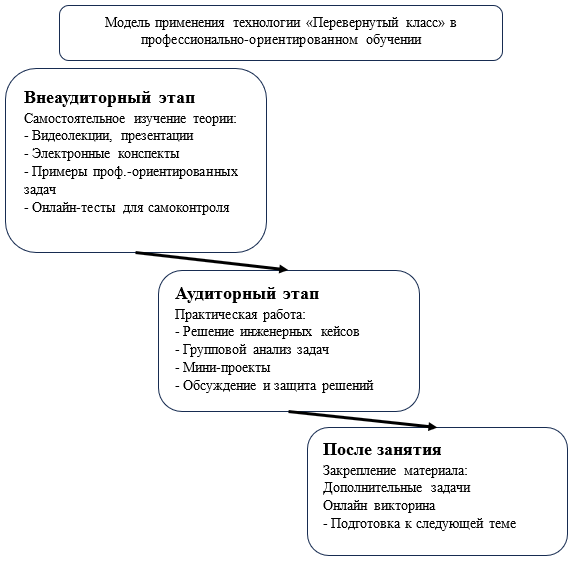 Модель применения технологии «Перевернутый класс» в
профессионально-ориентированном обучении
Внеаудиторный этап
Самостоятельное изучение теории:
- Видеолекции, презентации
- Электронные конспекты
- Примеры проф.-ориентированных
задач
- Онлайн-тесты для самоконтроля
Аудиторный этап
Практическая работа:
- Решение инженерных кейсов
- Групповой анализ задач
- Мини-проекты
- Обсуждение и защита решений
После занятия
Закрепление материала:
Дополнительные задачи
Онлайн викторина
- Подготовка к следующей теме